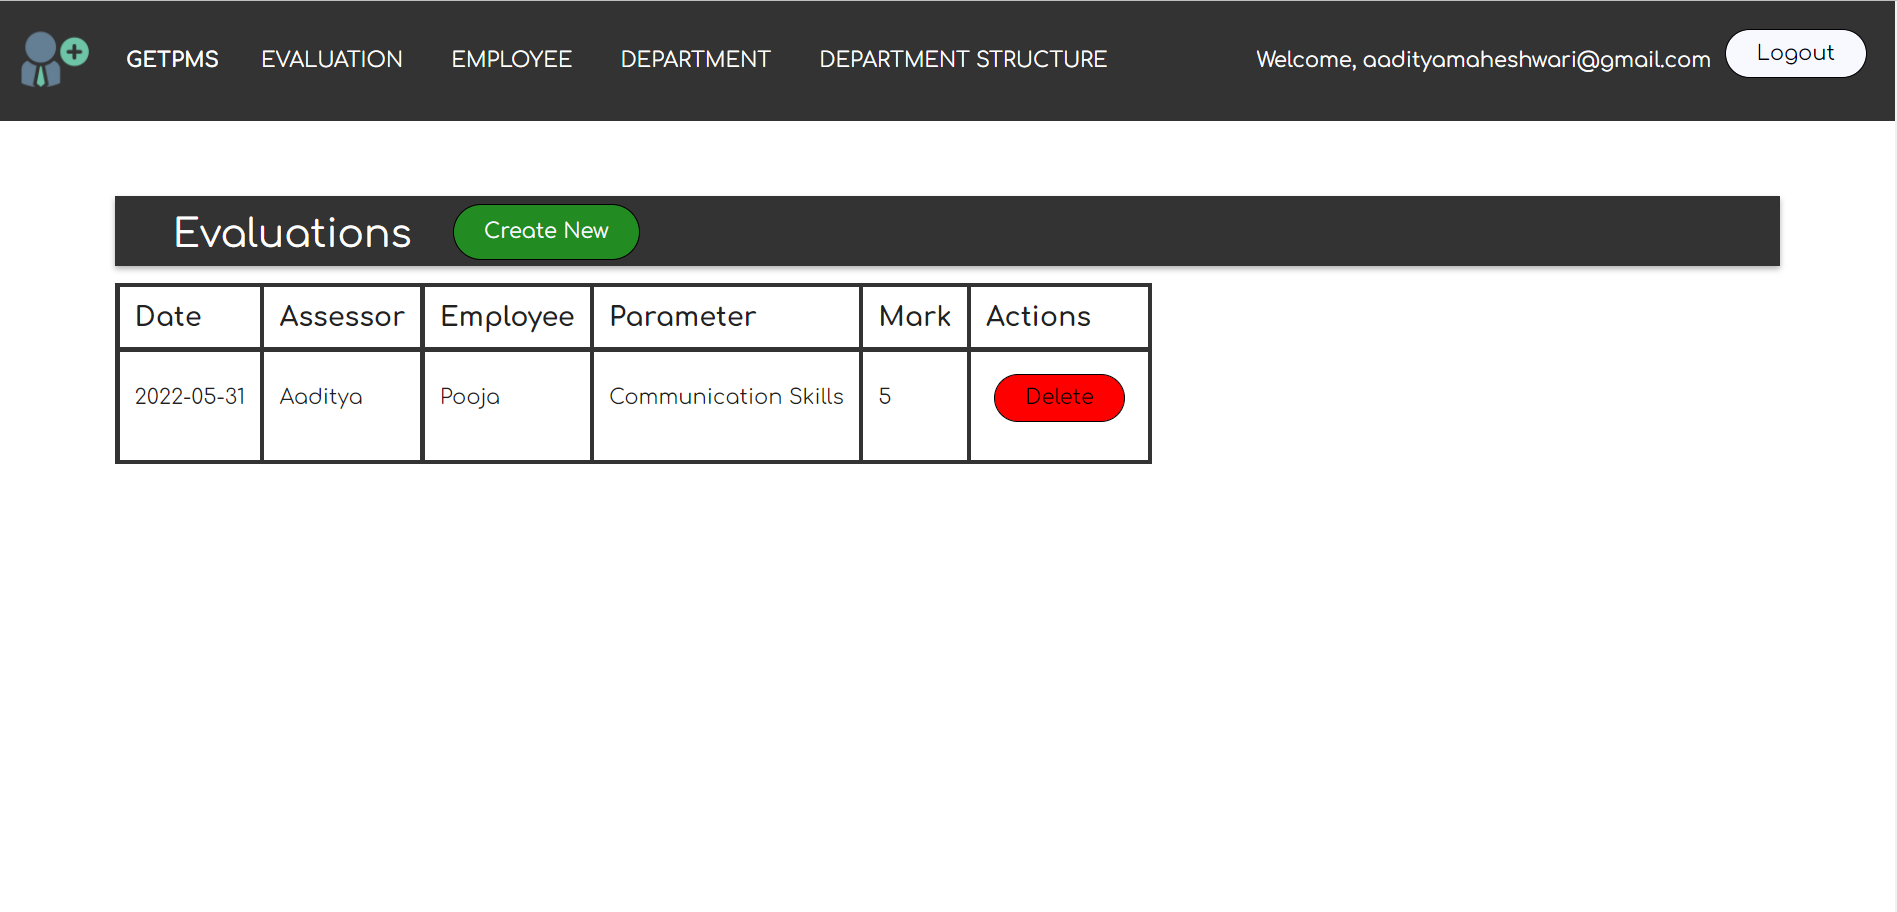 GETPMS EVALUATION EMPLOYEE DEPARTMENT DEPARTMENT STRUCTURE Welcome, aadityamaheshwari@gmail.com Logout
Evaluations Create New
Date Assessor Employee Parameter Mark Actions
2022-05-31 Aaditya Pooja Communication Skills 5 Delete